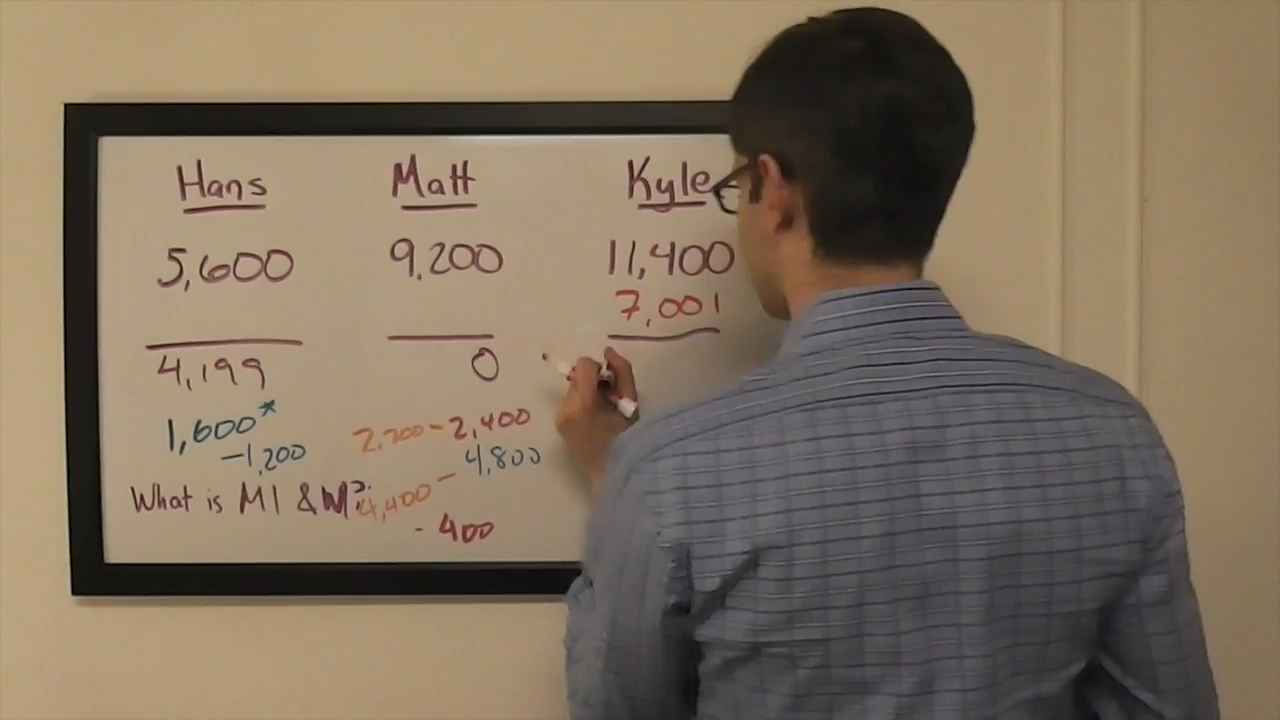 Hans Matt Kyle
5,600 9,200 11,400
7,001
4,199 0
1,600* 2,200 - 2,400
-1,200 4,800
What is M1 & M2? 4,400 -
- 400